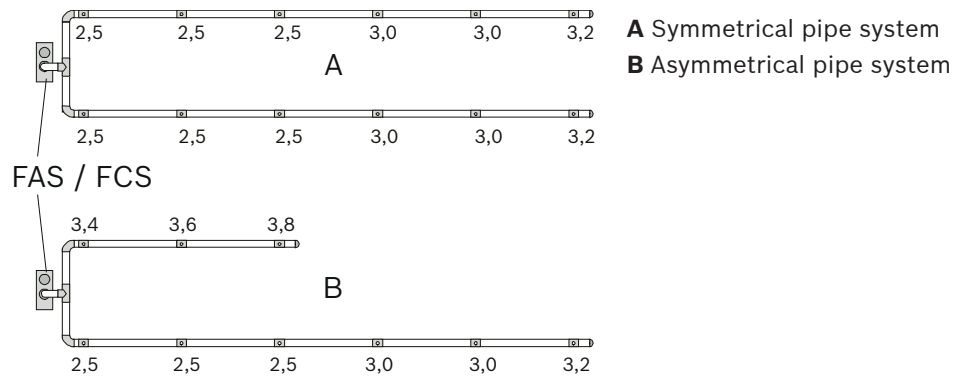 2,5 2,5 2,5 3,0 3,0 3,2
A
2,5 2,5 2,5 3,0 3,0 3,2
FAS / FCS
3,4 3,6 3,8
B
2,5 2,5 2,5 3,0 3,0 3,2
A Symmetrical pipe system
B Asymmetrical pipe system